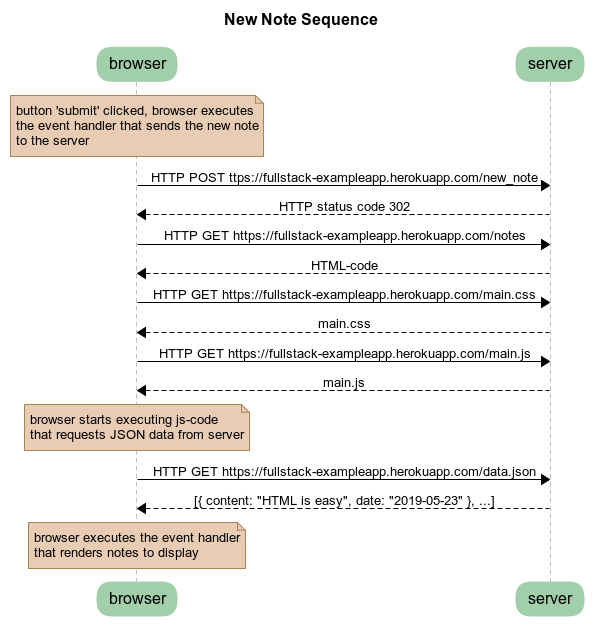 New Note Sequence
browser
server
button 'submit' clicked, browser executes
the event handler that sends the new note
to the server
HTTP POST ttps://fullstack-exampleapp.herokuapp.com/new_note
HTTP status code 302
HTTP GET https://fullstack-exampleapp.herokuapp.com/notes
HTML-code
HTTP GET https://fullstack-exampleapp.herokuapp.com/main.css
main.css
HTTP GET https://fullstack-exampleapp.herokuapp.com/main.js
main.js
browser starts executing js-code
that requests JSON data from server
HTTP GET https://fullstack-exampleapp.herokuapp.com/data.json
[{ content: "HTML is easy", date: "2019-05-23" }, ...]
browser executes the event handler
that renders notes to display
browser
server